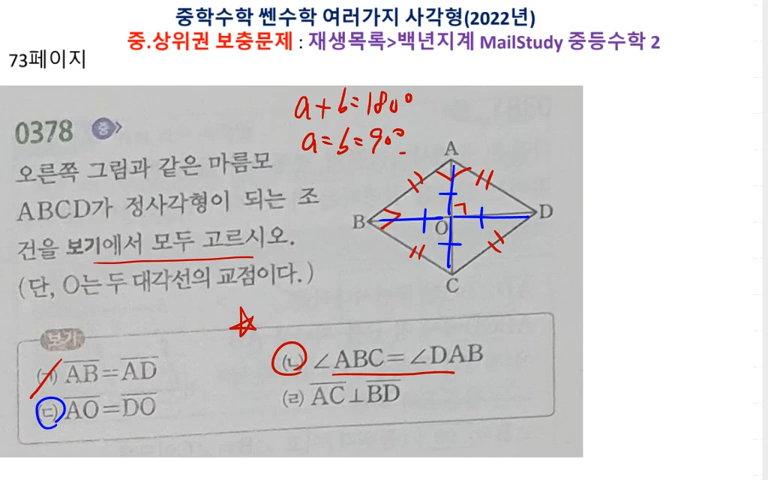 중학수학 쎈수학 여러가지 사각형(2022년)
중.상위권 보충문제 : 재생목록>백년지계 MailStudy 중등수학 2
73페이지
a+b=180°
a=b=90°
0378 중
오른쪽 그림과 같은 마름모
ABCD가 정사각형이 되는 조
건을 보기에서 모두 고르시오.
(단, O는 두 대각선의 교점이다.)
A
B
O
D
C
보기
(ㄱ) AB=AD
(ㄴ) ∠ABC=∠DAB
(ㄷ) AO=DO
(ㄹ) AC⊥BD